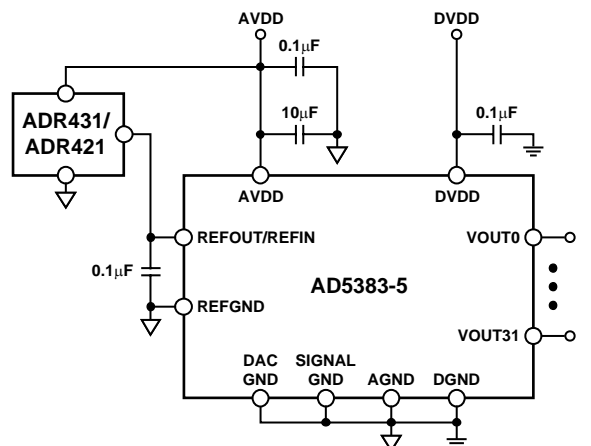 AVDD
DVDD
0.1μF
ADR431/
ADR421
10μF
0.1μF
AVDD
DVDD
REFOUT/REFIN
VOUT0
0.1μF
AD5383-5
REFGND
VOUT31
DAC
GND
SIGNAL
GND
AGND
DGND